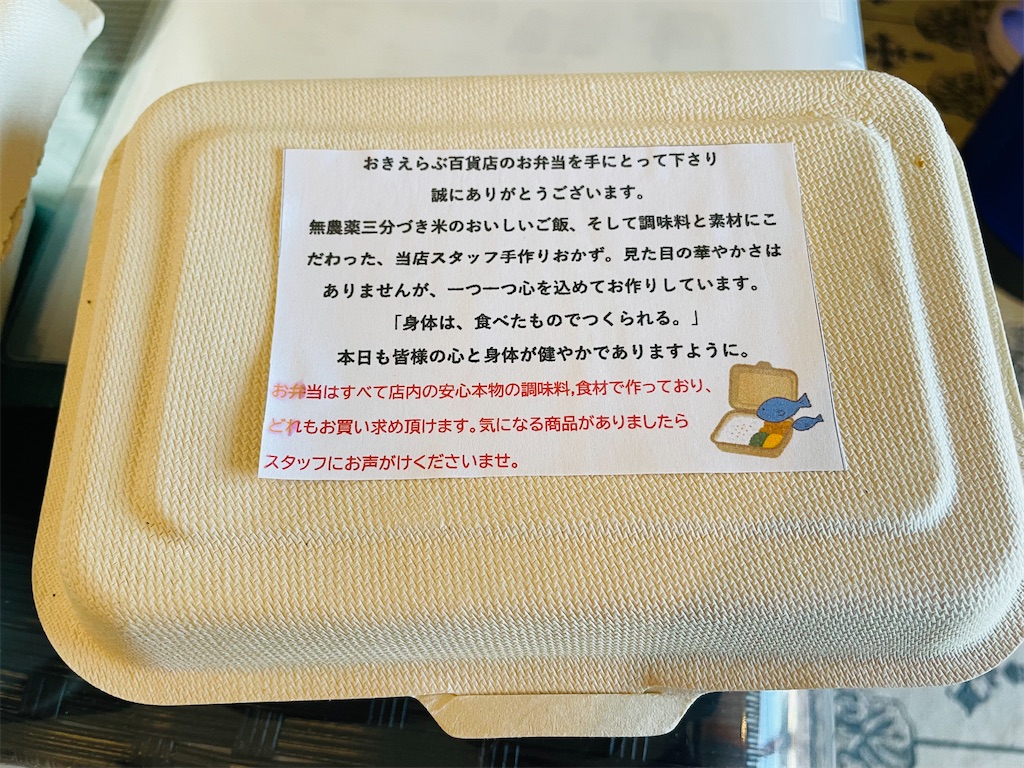 おきえらぶ百貨店のお弁当を手にとって下さり
誠にありがとうございます。
無農薬三分づき米のおいしいご飯、そして調味料と素材にこ
だわった、当店スタッフ手作りおかず。見た目の華やかさは
ありませんが、一つ一つ心を込めてお作りしています。
「身体は、食べたものでつくられる。」
本日も皆様の心と身体が健やかでありますように。
お弁当はすべて店内の安心本物の調味料,食材で作っており、
どれもお買い求め頂けます。気になる商品がありましたら
スタッフにお声がけくださいませ。